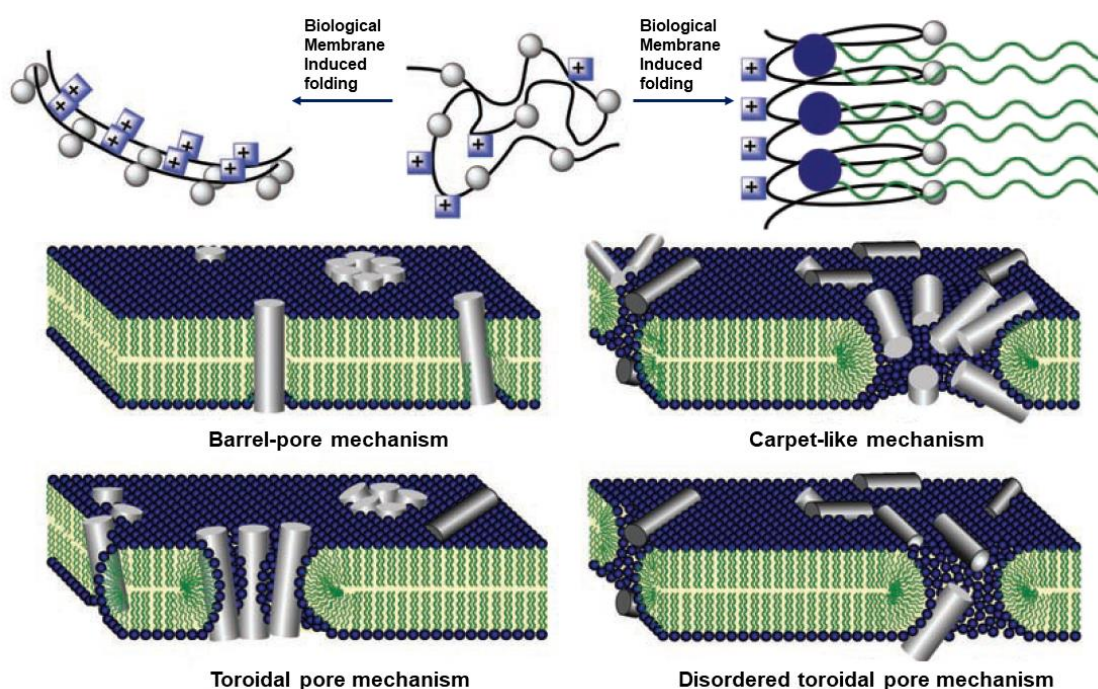 Biological
Membrane
Induced
folding
Biological
Membrane
Induced
folding
+ + + + + +
+ + +
+ + + +
Barrel-pore mechanism
Carpet-like mechanism
Toroidal pore mechanism
Disordered toroidal pore mechanism